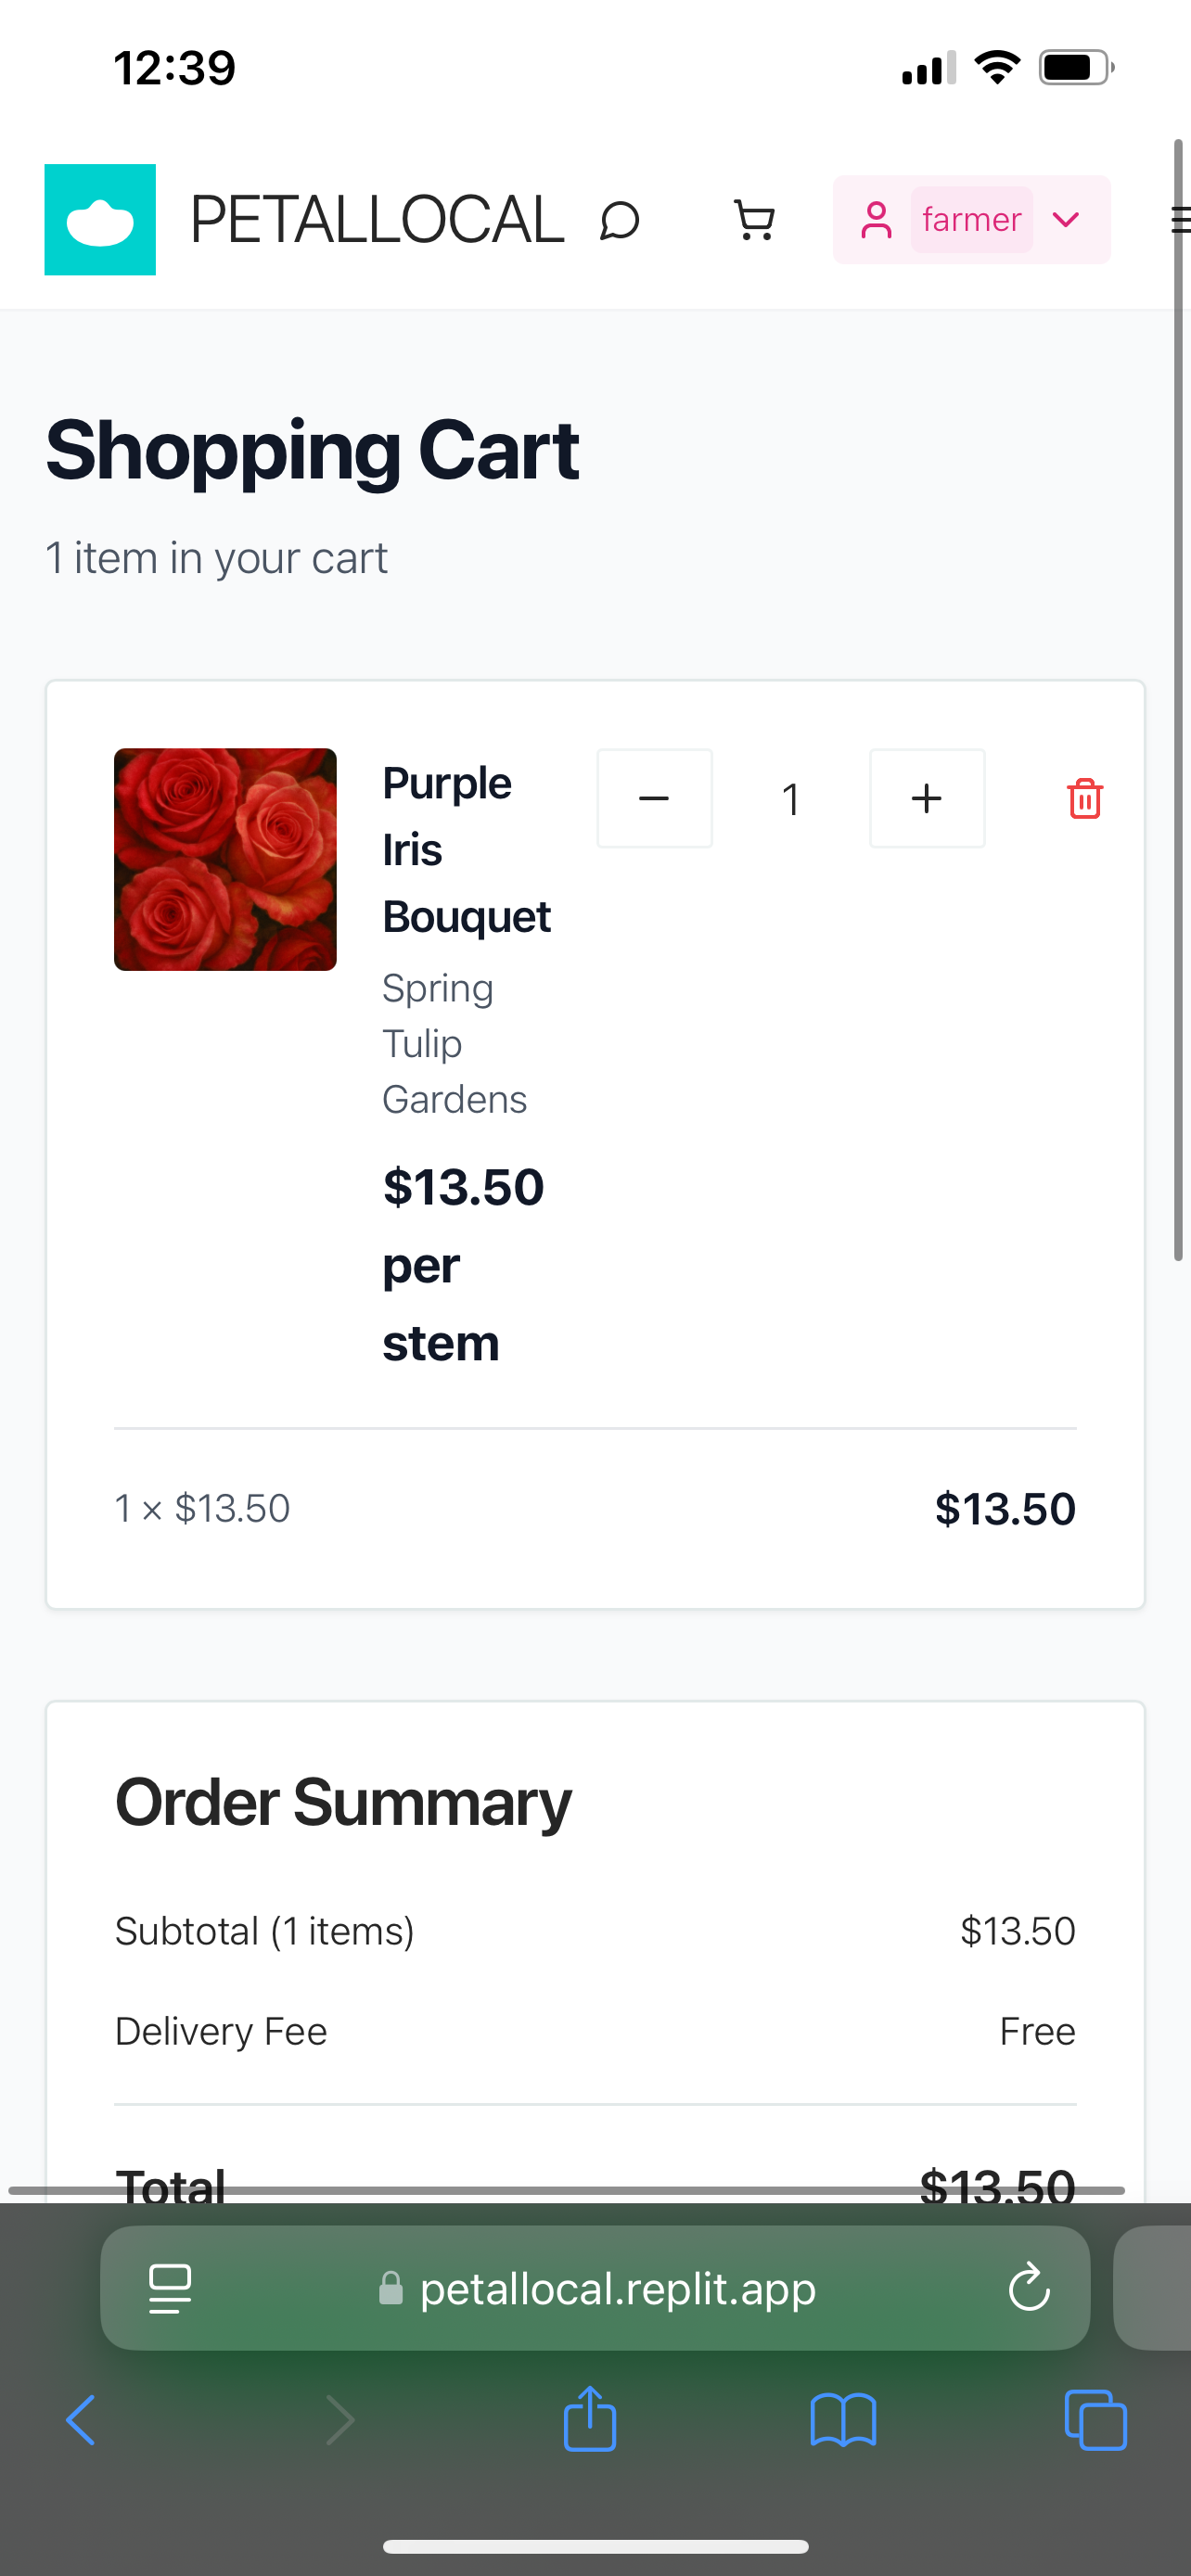 12:39
PETALLOCAL
farmer
Shopping Cart
1 item in your cart
Purple
Iris
Bouquet
Spring
Tulip
Gardens
$13.50
per
stem
1
1 × $13.50
$13.50
Order Summary
Subtotal (1 items)
$13.50
Delivery Fee
Free
Total
$13.50
petallocal.replit.app